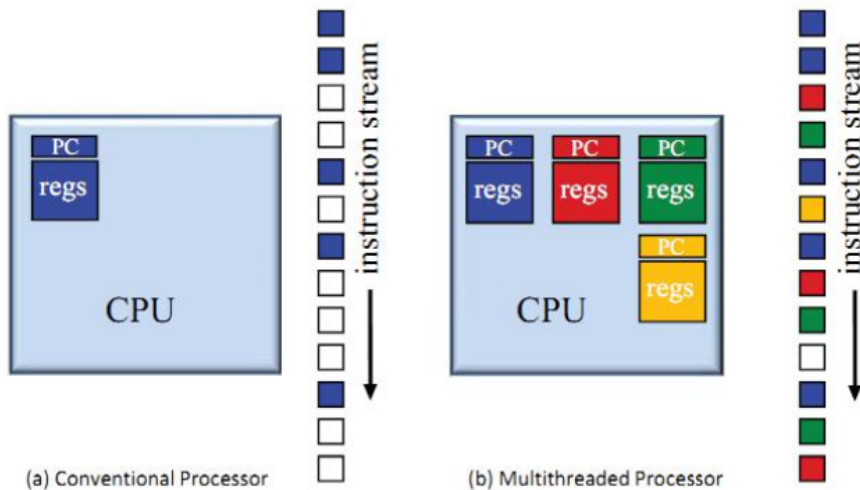 PC
regs
CPU
instruction stream
(a) Conventional Processor
PC
regs
PC
regs
PC
regs
PC
regs
CPU
instruction stream
(b) Multithreaded Processor